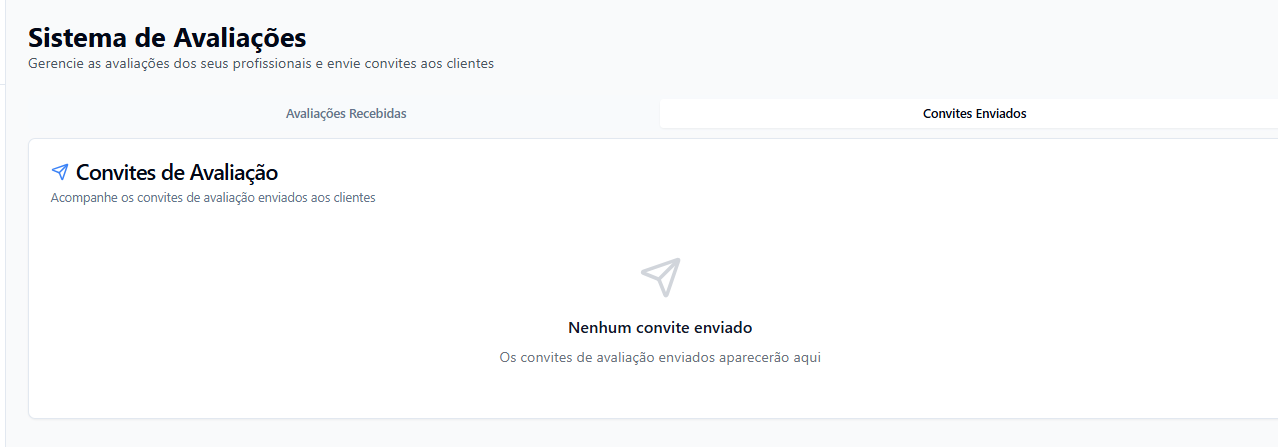 Sistema de Avaliações
Gerencie as avaliações dos seus profissionais e envie convites aos clientes
Avaliações Recebidas
Convites Enviados
Convites de Avaliação
Acompanhe os convites de avaliação enviados aos clientes
Nenhum convite enviado
Os convites de avaliação enviados aparecerão aqui